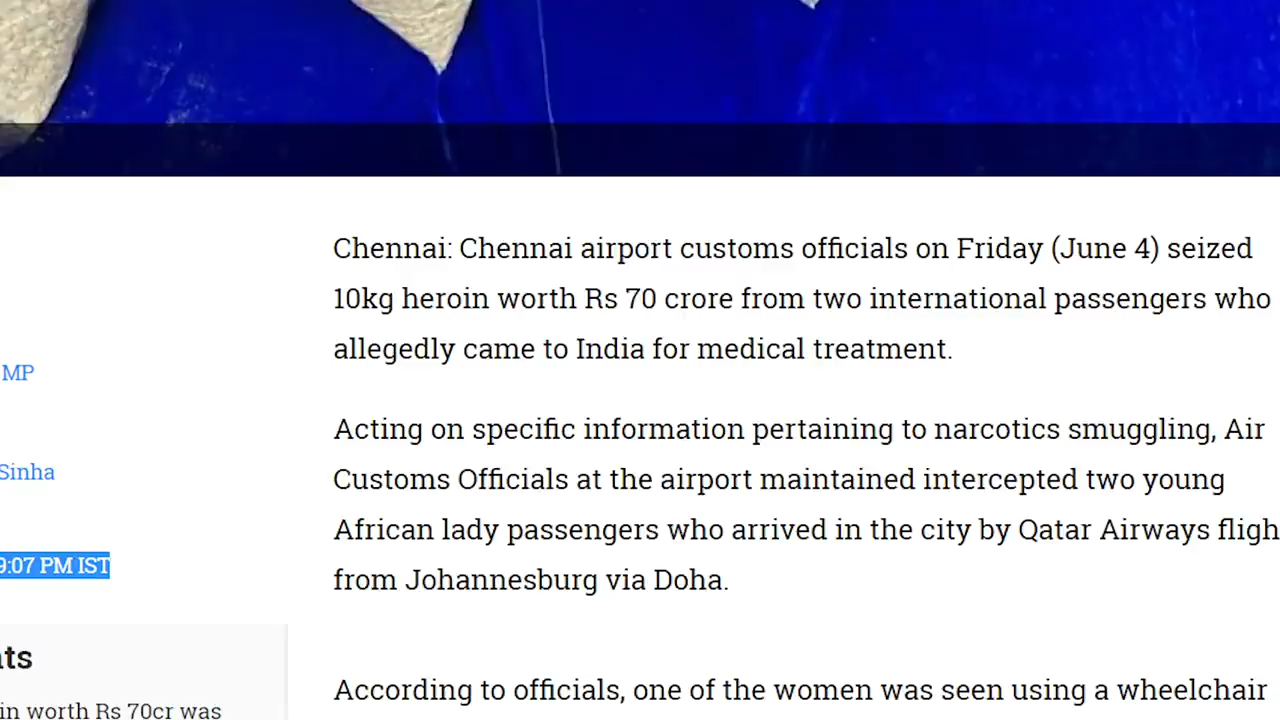 Chennai: Chennai airport customs officials on Friday (June 4) seized
10kg heroin worth Rs 70 crore from two international passengers who
allegedly came to India for medical treatment.
MP
Acting on specific information pertaining to narcotics smuggling, Air
Sinha
Customs Officials at the airport maintained intercepted two young
African lady passengers who arrived in the city by Qatar Airways fligh
9:07 PM IST
from Johannesburg via Doha.
nts
According to officials, one of the women was seen using a wheelchair
in worth Rs 70cr was